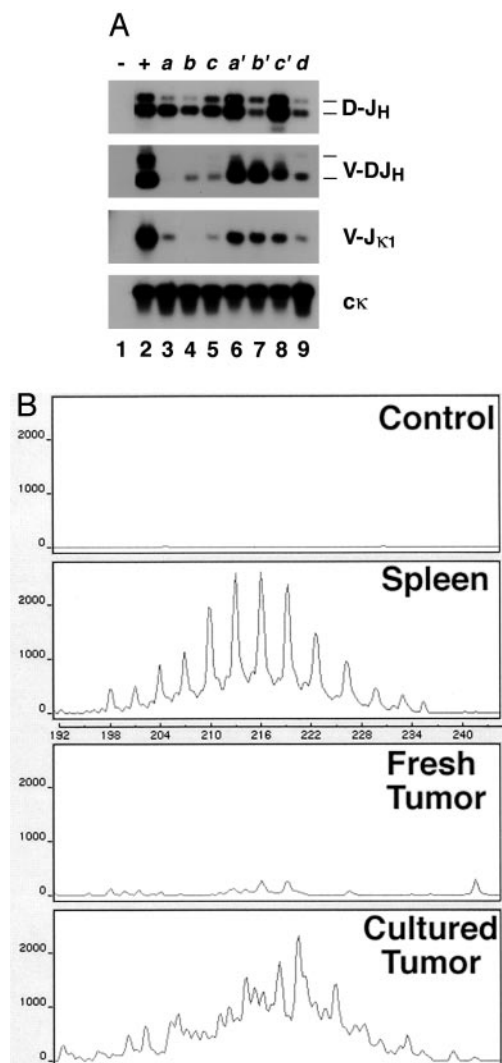 A
- + a b c a' b' c' d
D-JH
V-DJH
V-Jκ1
cκ
1 2 3 4 5 6 7 8 9
B
Control
2000
1000
0
Spleen
2000
1000
0
192 198 204 210 216 222 228 234 240
Fresh
Tumor
2000
1000
0
Cultured
Tumor
2000
1000
0